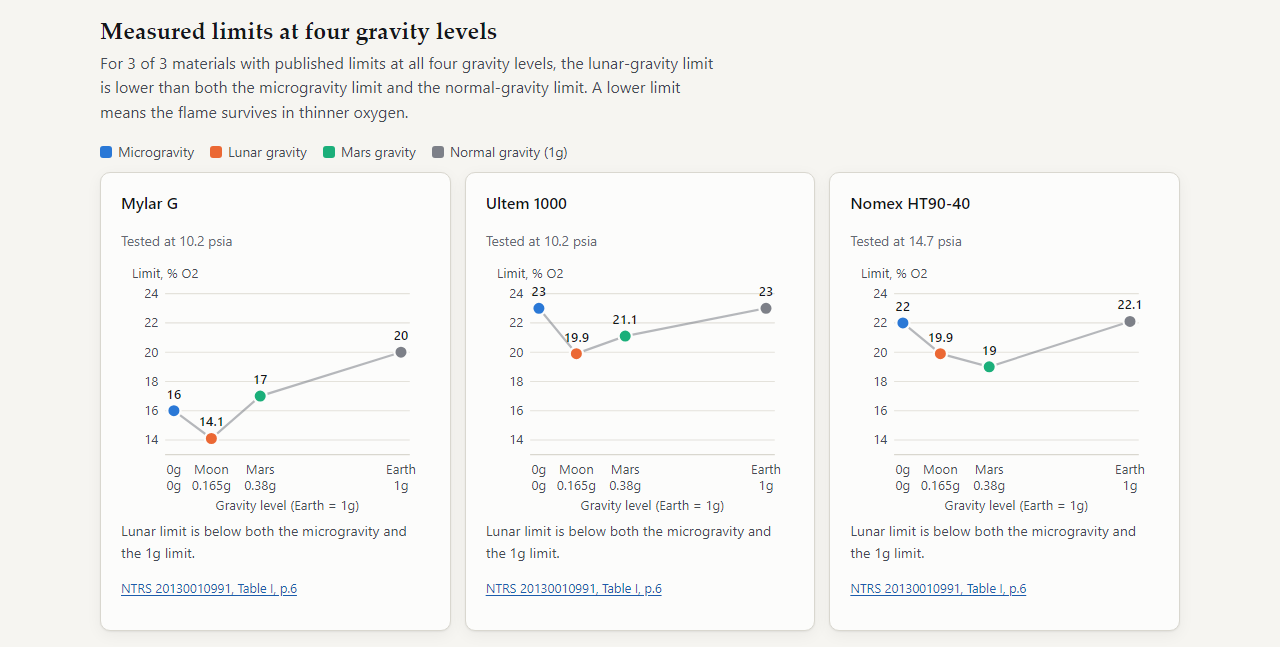 Measured limits at four gravity levels
For 3 of 3 materials with published limits at all four gravity levels, the lunar-gravity limit
is lower than both the microgravity limit and the normal-gravity limit. A lower limit
means the flame survives in thinner oxygen.
Microgravity Lunar gravity Mars gravity Normal gravity (1g)
Mylar G
Tested at 10.2 psia
Limit, % O2
24
22
20
18
16
14
16
14.1
17
20
0g Moon Mars Earth
0g 0.165g 0.38g 1g
Gravity level (Earth = 1g)
Lunar limit is below both the microgravity and
the 1g limit.
NTRS 20130010991, Table I, p.6
Ultem 1000
Tested at 10.2 psia
Limit, % O2
24
22
20
18
16
14
23
19.9
21.1
23
0g Moon Mars Earth
0g 0.165g 0.38g 1g
Gravity level (Earth = 1g)
Lunar limit is below both the microgravity and
the 1g limit.
NTRS 20130010991, Table I, p.6
Nomex HT90-40
Tested at 14.7 psia
Limit, % O2
24
22
20
18
16
14
22
19.9
19
22.1
0g Moon Mars Earth
0g 0.165g 0.38g 1g
Gravity level (Earth = 1g)
Lunar limit is below both the microgravity and
the 1g limit.
NTRS 20130010991, Table I, p.6